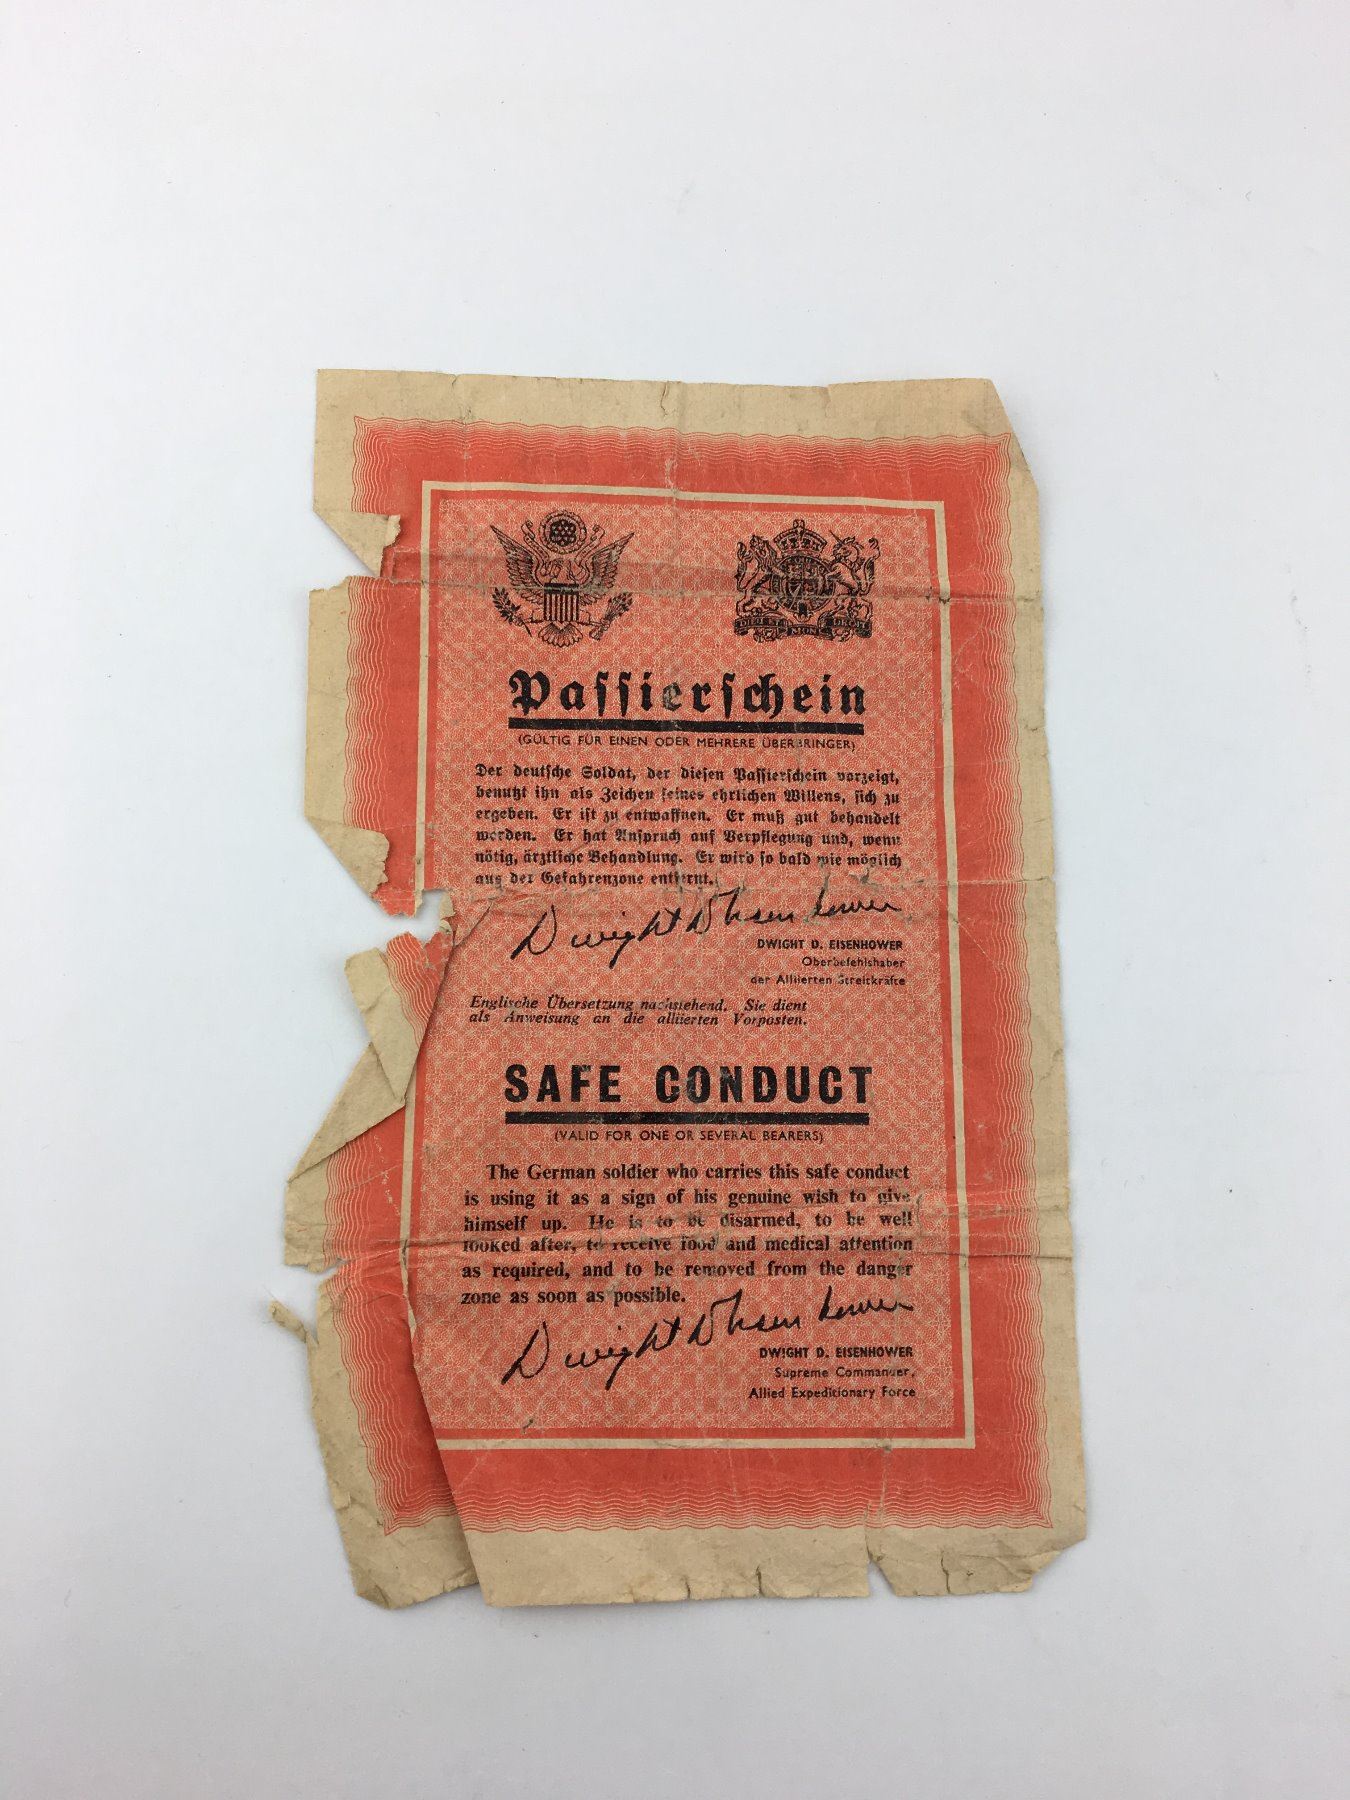 DIEU ET MON DROIT
Passierschein
(GÜLTIG FÜR EINEN ODER MEHRERE ÜBERBRINGER)
Der deutsche Soldat, der diesen Passierschein vorzeigt,
benutzt ihn als Zeichen seines ehrlichen Willens, sich zu
ergeben. Er ist zu entwaffnen. Er muß gut behandelt
werden. Er hat Anspruch auf Verpflegung und, wenn
nötig, ärztliche Behandlung. Er wird so bald wie möglich
aus der Gefahrenzone entfernt.
Dwight D Eisenhower
DWIGHT D. EISENHOWER
Oberbefehlshaber
der Alliierten Streitkräfte
Englische Übersetzung nachstehend. Sie dient
als Anweisung an die alliierten Vorposten.
SAFE CONDUCT
(VALID FOR ONE OR SEVERAL BEARERS)
The German soldier who carries this safe conduct
is using it as a sign of his genuine wish to give
himself up. He is to be disarmed, to be well
looked after, to receive food and medical attention
as required, and to be removed from the danger
zone as soon as possible.
Dwight D Eisenhower
DWIGHT D. EISENHOWER
Supreme Commander,
Allied Expeditionary Force